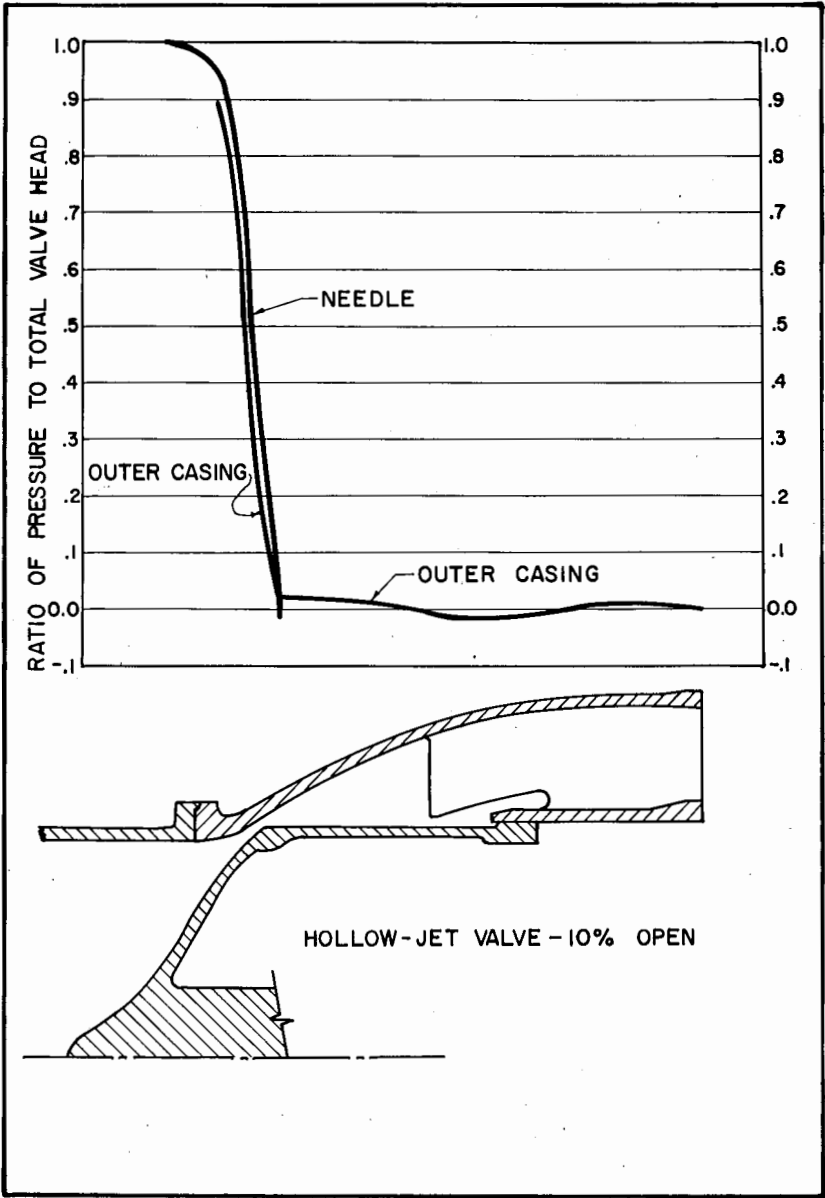 RATIO OF PRESSURE TO TOTAL VALVE HEAD
1.0 1.0
.9 .9
.8 .8
.7 .7
.6 .6
.5 .5
.4 .4
.3 .3
.2 .2
.1 .1
0.0 0.0
-.1 -.1
NEEDLE
OUTER CASING
OUTER CASING
HOLLOW-JET VALVE-10% OPEN